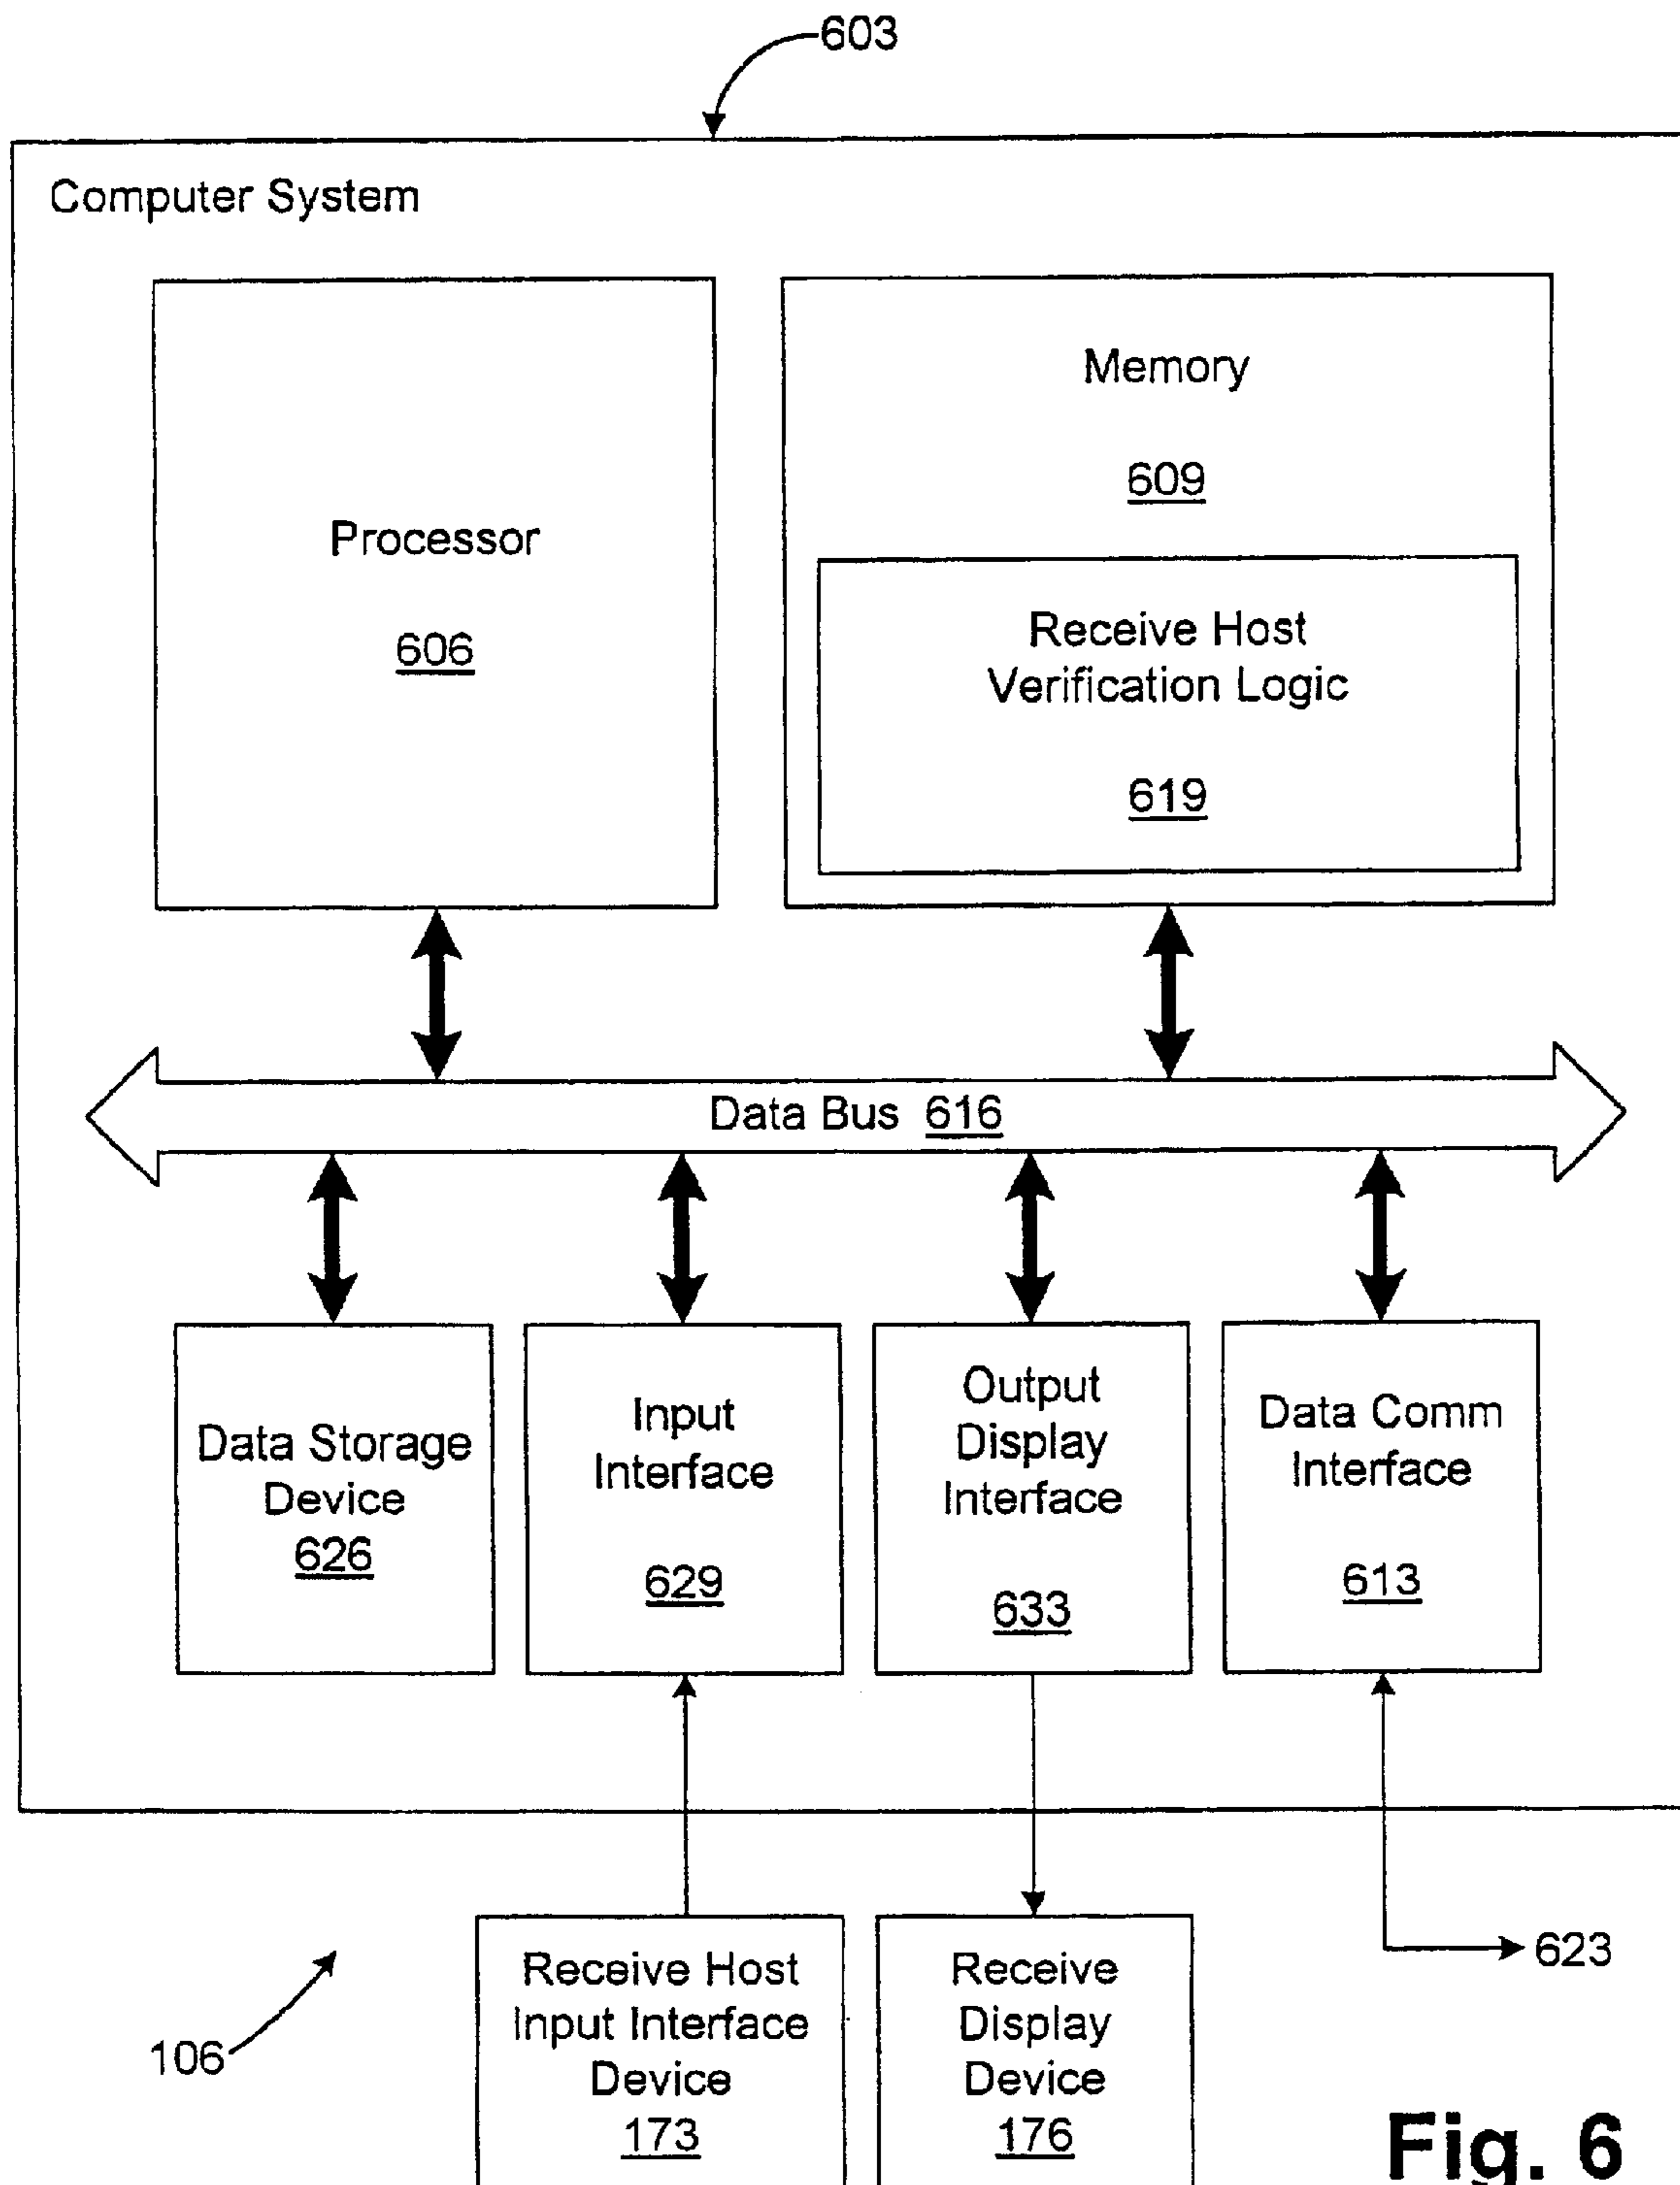 603
Computer System
Processor
606
Memory
609
Receive Host
Verification Logic
619
Data Bus 616
Data Storage
Device
626
Input
Interface
629
Output
Display
Interface
633
Data Comm
Interface
613
Receive Host
Input Interface
Device
173
Receive
Display
Device
176
623
106
Fig. 6